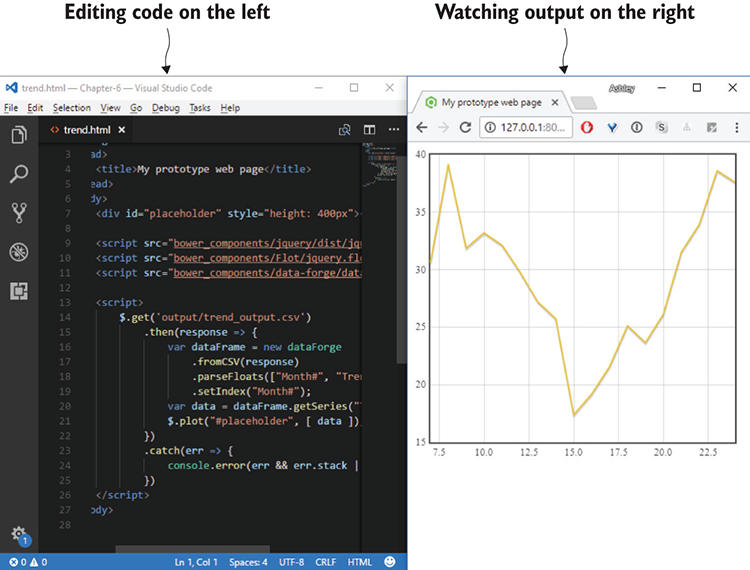 Editing code on the left
Watching output on the right
trend.html — Chapter-6 — Visual Studio Code
File Edit Selection View Go Debug Tasks Help
<> trend.html ×
3 ad>
4 <title>My prototype web page</title>
5 ead>
6 dy>
7 <div id="placeholder" style="height: 400px"><
8
9 <script src="bower_components/jquery/dist/jq
10 <script src="bower_components/Flot/jquery.flo
11 <script src="bower_components/data-forge/dat
12
13 <script>
14 $.get('output/trend_output.csv')
15 .then(response => {
16 var dataFrame = new dataForge
17 .fromCSV(response)
18 .parseFloats(["Month#", "Tre
19 .setIndex("Month#");
20 var data = dataFrame.getSeries("
21 $.plot("#placeholder", [ data ])
22 })
23 .catch(err => {
24 console.error(err && err.stack |
25 })
26 </script>
27 ody>
28
1
0 0 Ln 1, Col 1 Spaces: 4 UTF-8 CRLF HTML
Ashley
My prototype web page ×
127.0.0.1:80...
40
35
30
25
20
15
7.5 10.0 12.5 15.0 17.5 20.0 22.5